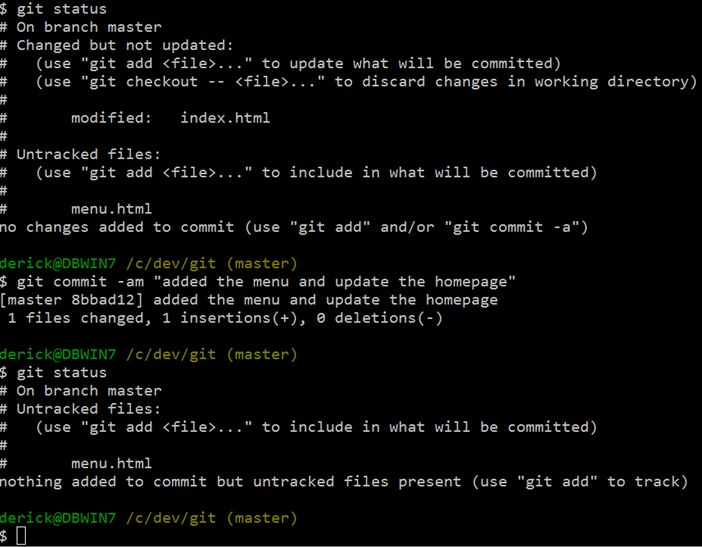 $ git status
# On branch master
# Changed but not updated:
#   (use "git add <file>..." to update what will be committed)
#   (use "git checkout -- <file>..." to discard changes in working directory)
#
#       modified:   index.html
#
# Untracked files:
#   (use "git add <file>..." to include in what will be committed)
#
#       menu.html
no changes added to commit (use "git add" and/or "git commit -a")
derick@DBWIN7 /c/dev/git (master)
$ git commit -am "added the menu and update the homepage"
[master 8bbad12] added the menu and update the homepage
 1 files changed, 1 insertions(+), 0 deletions(-)
derick@DBWIN7 /c/dev/git (master)
$ git status
# On branch master
# Untracked files:
#   (use "git add <file>..." to include in what will be committed)
#
#       menu.html
nothing added to commit but untracked files present (use "git add" to track)
derick@DBWIN7 /c/dev/git (master)
$